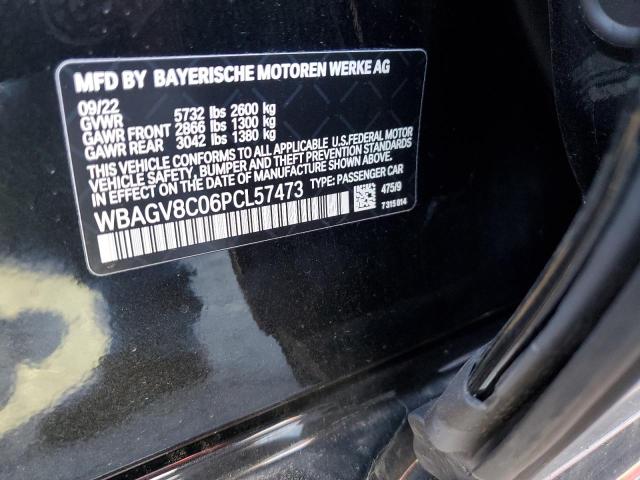 MFD BY BAYERISCHE MOTOREN WERKE AG
09/22
GVWR 5732 lbs 2600 kg
GAWR FRONT 2866 lbs 1300 kg
GAWR REAR 3042 lbs 1380 kg
THIS VEHICLE CONFORMS TO ALL APPLICABLE U.S.FEDERAL MOTOR
VEHICLE SAFETY, BUMPER AND THEFT PREVENTION STANDARDS
IN EFFECT ON THE DATE OF MANUFACTURE SHOWN ABOVE.
WBAGV8C06PCL57473 TYPE: PASSENGER CAR
475/9
7315014